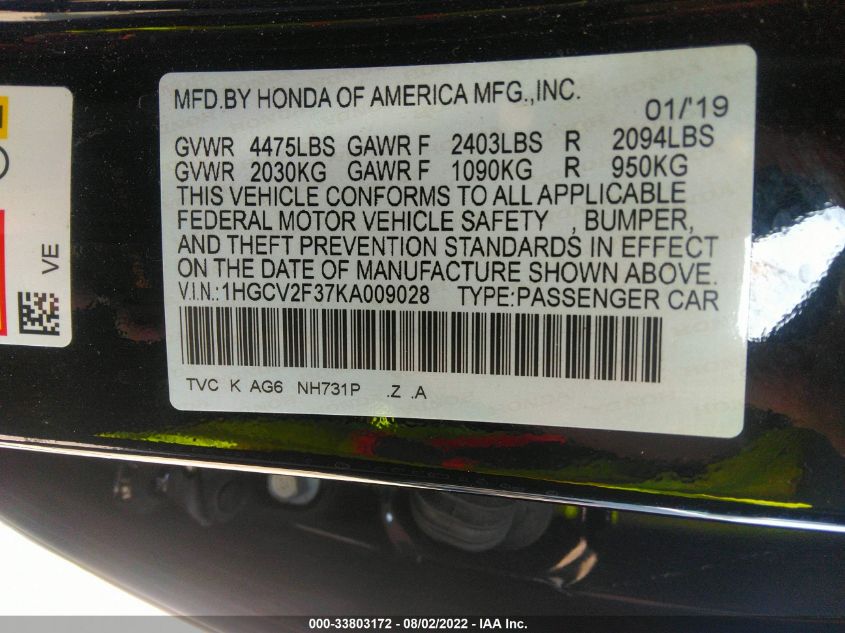 MFD.BY HONDA OF AMERICA MFG.,INC.
01/'19
GVWR 4475LBS GAWR F 2403LBS R 2094LBS
GVWR 2030KG GAWR F 1090KG R 950KG
THIS VEHICLE CONFORMS TO ALL APPLICABLE
FEDERAL MOTOR VEHICLE SAFETY , BUMPER,
AND THEFT PREVENTION STANDARDS IN EFFECT
ON THE DATE OF MANUFACTURE SHOWN ABOVE.
V.I.N.:1HGCV2F37KA009028 TYPE:PASSENGER CAR
TVC K AG6 NH731P .Z .A
VE
000-33803172 - 08/02/2022 - IAA Inc.